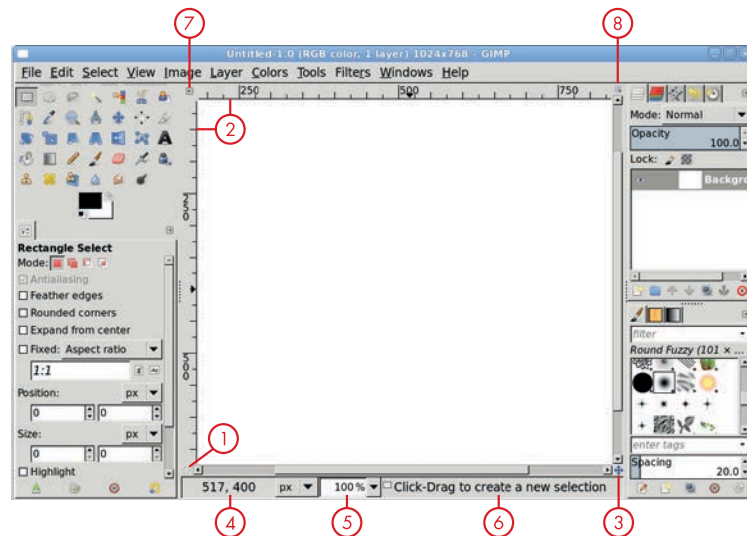 7
8
Untitled-1.0 (RGB color, 1 layer) 1024x768 – GIMP
File Edit Select View Image Layer Colors Tools Filters Windows Help
250
500
750
2
Mode: Normal
Opacity
100.0
Lock:
Backgro
250
Rectangle Select
Mode:
Antialiasing
Feather edges
Rounded corners
Expand from center
Fixed: Aspect ratio
1:1
Position:
px
0
0
Size:
px
0
0
Highlight
500
filter
Round Fuzzy (101 × ...
enter tags
Spacing
20.0
1
517, 400
px
100 %
Click-Drag to create a new selection
4
5
6
3